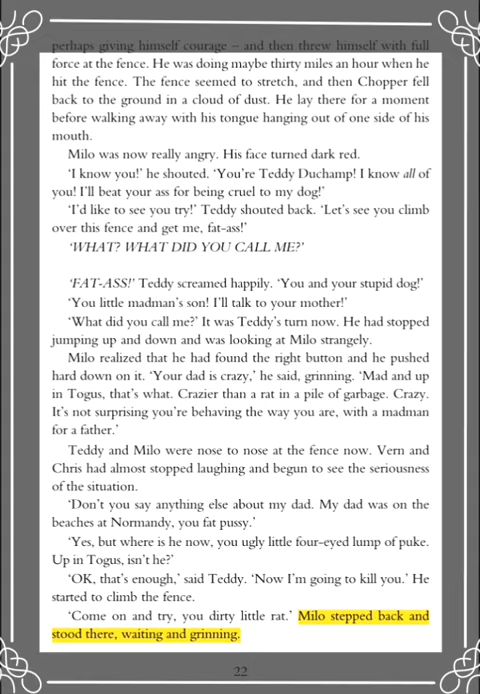 perhaps giving himself courage – and then threw himself with full
force at the fence. He was doing maybe thirty miles an hour when he
hit the fence. The fence seemed to stretch, and then Chopper fell
back to the ground in a cloud of dust. He lay there for a moment
before walking away with his tongue hanging out of one side of his
mouth.
Milo was now really angry. His face turned dark red.
‘I know you!’ he shouted. ‘You’re Teddy Duchamp! I know all of
you! I’ll beat your ass for being cruel to my dog!’
‘I’d like to see you try!’ Teddy shouted back. ‘Let’s see you climb
over this fence and get me, fat-ass!’
‘WHAT? WHAT DID YOU CALL ME?’
‘FAT-ASS!’ Teddy screamed happily. ‘You and your stupid dog!’
‘You little madman’s son! I’ll talk to your mother!’
‘What did you call me?’ It was Teddy’s turn now. He had stopped
jumping up and down and was looking at Milo strangely.
Milo realized that he had found the right button and he pushed
hard down on it. ‘Your dad is crazy,’ he said, grinning. ‘Mad and up
in Togus, that’s what. Crazier than a rat in a pile of garbage. Crazy.
It’s not surprising you’re behaving the way you are, with a madman
for a father.’
Teddy and Milo were nose to nose at the fence now. Vern and
Chris had almost stopped laughing and begun to see the seriousness
of the situation.
‘Don’t you say anything else about my dad. My dad was on the
beaches at Normandy, you fat pussy.’
‘Yes, but where is he now, you ugly little four-eyed lump of puke.
Up in Togus, isn’t he?’
‘OK, that’s enough,’ said Teddy. ‘Now I’m going to kill you.’ He
started to climb the fence.
‘Come on and try, you dirty little rat.’ Milo stepped back and
stood there, waiting and grinning.
22